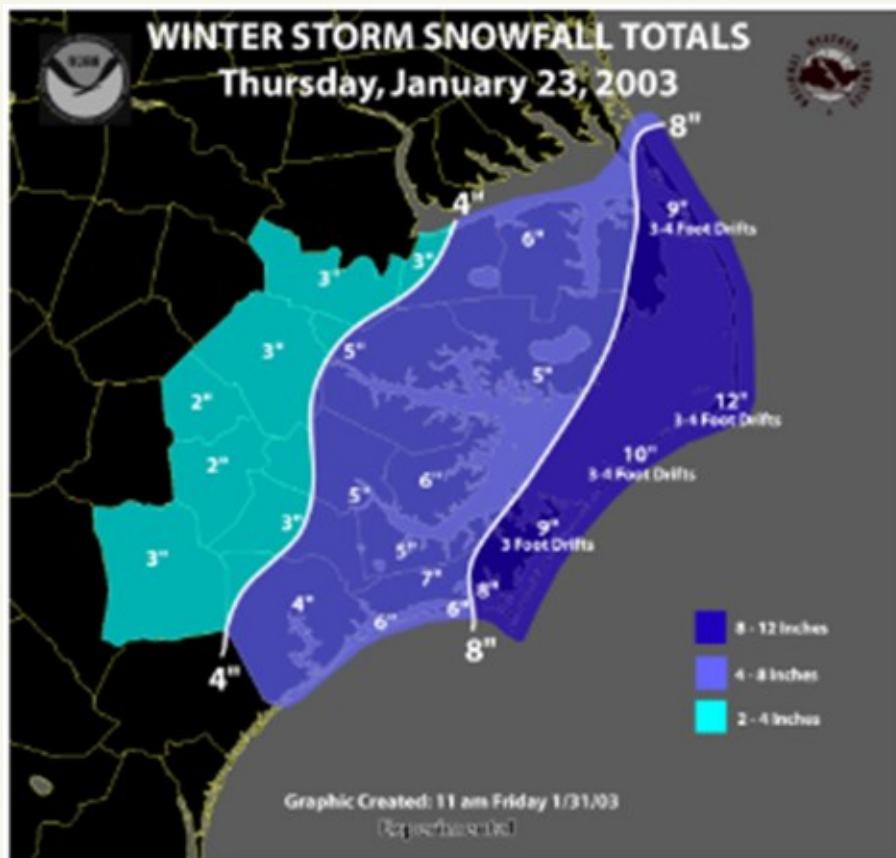 WINTER STORM SNOWFALL TOTALS
Thursday, January 23, 2003
8"
4"
9"
3-4 Foot Drifts
6"
3"
3"
3"
5"
5"
2"
12"
3-4 Foot Drifts
2"
10"
3-4 Foot Drifts
6"
5"
3"
9"
3 Foot Drifts
3"
5"
7"
8"
4"
6"
6"
8"
4"
8 - 12 Inches
4 - 8 Inches
2 - 4 Inches
Graphic Created: 11 am Friday 1/31/03
Experimental